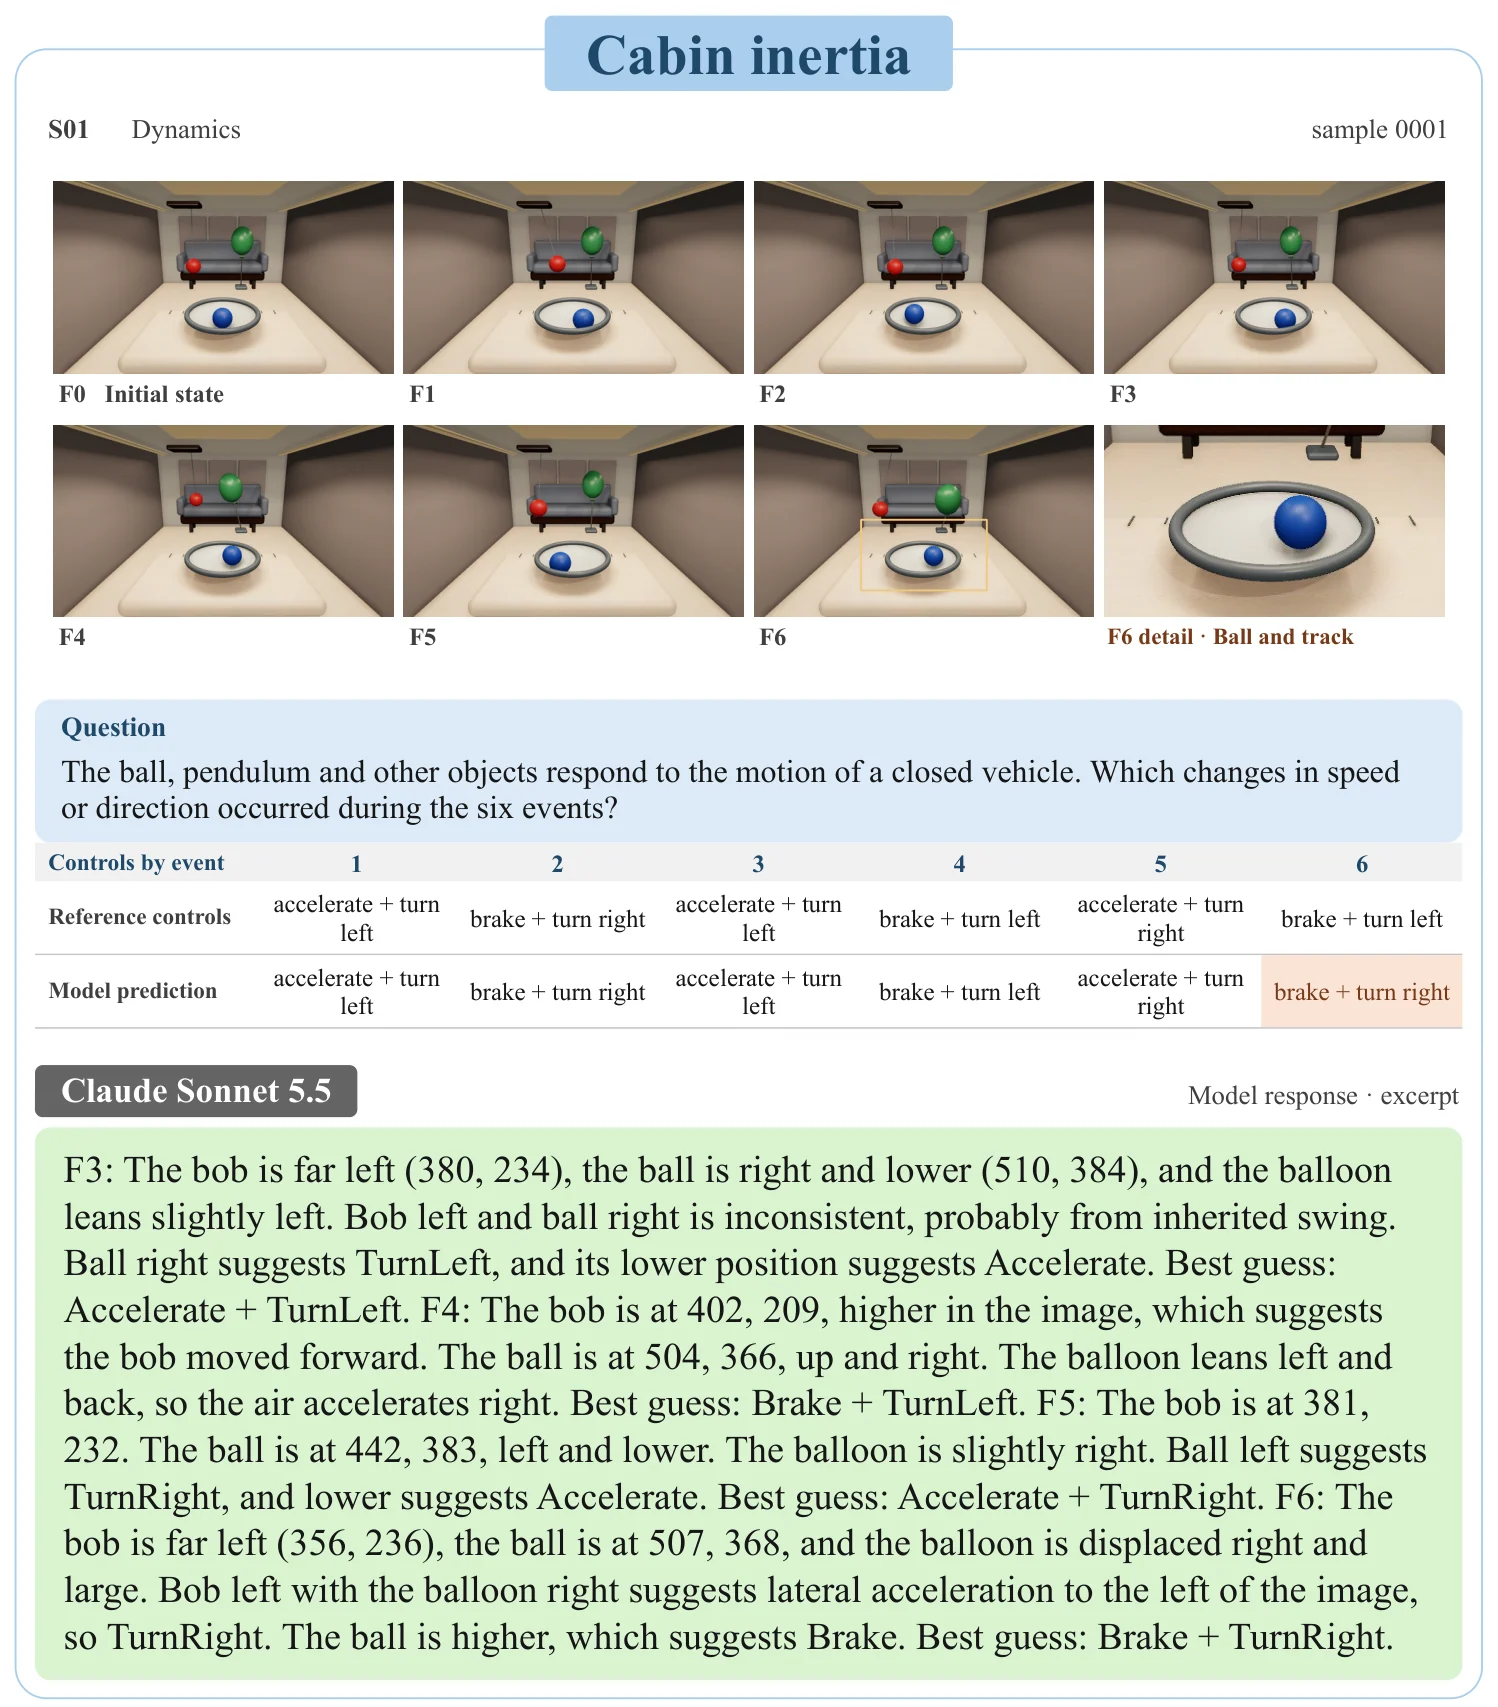 Cabin inertia
S01 Dynamics sample 0001
F0 Initial state F1 F2 F3
F4 F5 F6 F6 detail · Ball and track
Question
The ball, pendulum and other objects respond to the motion of a closed vehicle. Which changes in speed
or direction occurred during the six events?
Controls by event 1 2 3 4 5 6
Reference controls accelerate + turn left brake + turn right accelerate + turn left brake + turn left accelerate + turn right brake + turn left
Model prediction accelerate + turn left brake + turn right accelerate + turn left brake + turn left accelerate + turn right brake + turn right
Claude Sonnet 5.5 Model response · excerpt
F3: The bob is far left (380, 234), the ball is right and lower (510, 384), and the balloon
leans slightly left. Bob left and ball right is inconsistent, probably from inherited swing.
Ball right suggests TurnLeft, and its lower position suggests Accelerate. Best guess:
Accelerate + TurnLeft. F4: The bob is at 402, 209, higher in the image, which suggests
the bob moved forward. The ball is at 504, 366, up and right. The balloon leans left and
back, so the air accelerates right. Best guess: Brake + TurnLeft. F5: The bob is at 381,
232. The ball is at 442, 383, left and lower. The balloon is slightly right. Ball left suggests
TurnRight, and lower suggests Accelerate. Best guess: Accelerate + TurnRight. F6: The
bob is far left (356, 236), the ball is at 507, 368, and the balloon is displaced right and
large. Bob left with the balloon right suggests lateral acceleration to the left of the image,
so TurnRight. The ball is higher, which suggests Brake. Best guess: Brake + TurnRight.